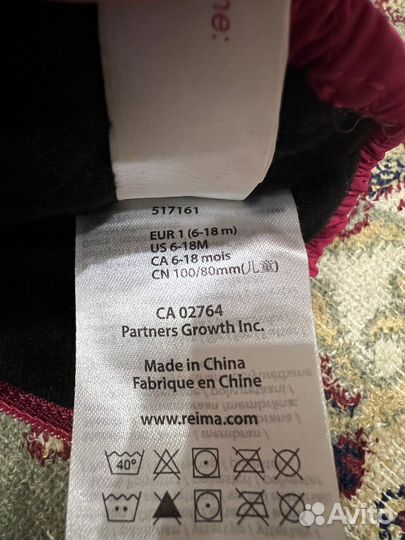 ne:
517161
EUR 1 (6-18 m)
US 6-18M
CA 6-18 mois
CN 100/80mm(儿童)
CA 02764
Partners Growth Inc.
Made in China
Fabrique en Chine
www.reima.com
40°
Avito